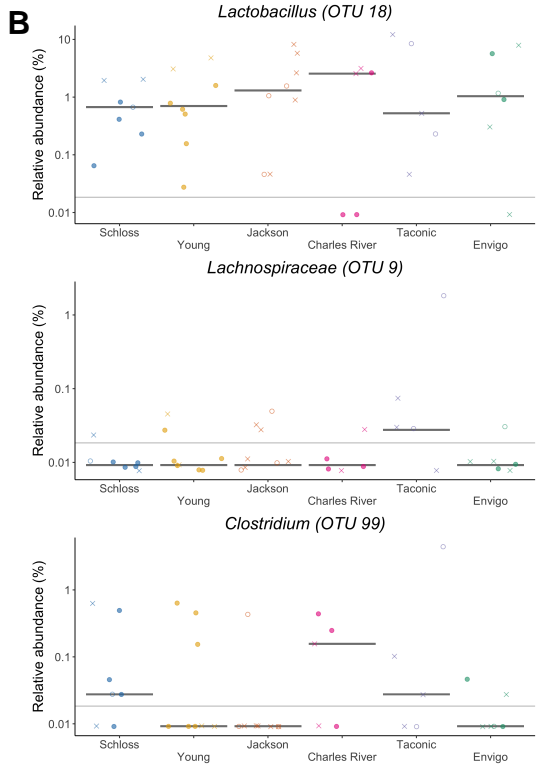 B
Lactobacillus (OTU 18)
Relative abundance (%)
10
1
0.1
0.01
Schloss
Young
Jackson
Charles River
Taconic
Envigo
Lachnospiraceae (OTU 9)
Relative abundance (%)
1
0.1
0.01
Schloss
Young
Jackson
Charles River
Taconic
Envigo
Clostridium (OTU 99)
Relative abundance (%)
1
0.1
0.01
Schloss
Young
Jackson
Charles River
Taconic
Envigo